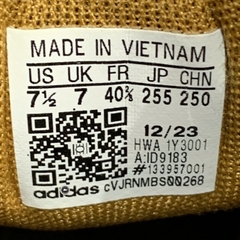 MADE IN VIETNAM
US UK FR JP CHN
7½ 7 40⅔ 255 250
12/23
HWA 1Y3001
A:ID9183
#133957001
adidas cVJRNMBS00268